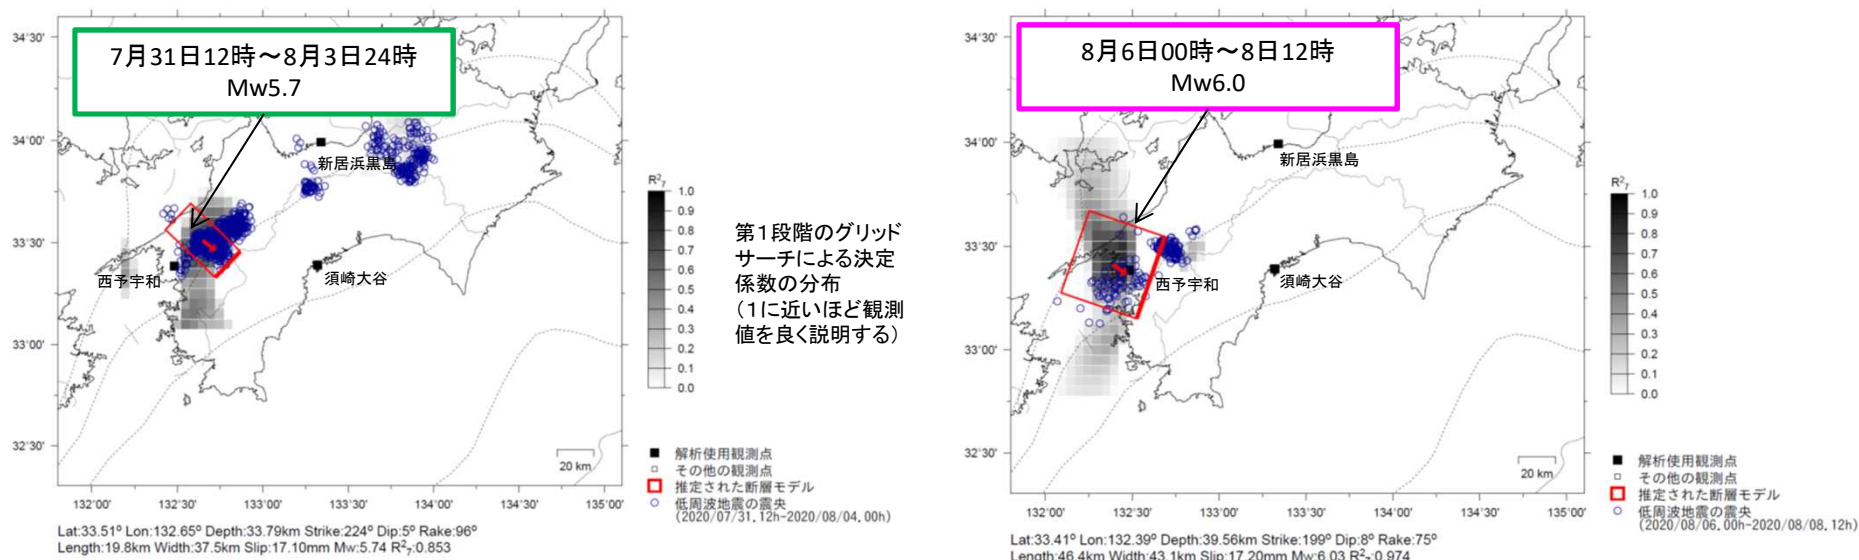 7月31日12時～8月3日24時
Mw5.7
34°30'
34°00'
33°30'
33°00'
32°30'
新居浜黒島
西予宇和
須崎大谷
20 km
132°00' 132°30' 133°00' 133°30' 134°00' 134°30' 135°00'
R²₇
1.0
0.9
0.8
0.7
0.6
0.5
0.4
0.3
0.2
0.1
0.0
解析使用観測点
その他の観測点
推定された断層モデル
低周波地震の震央
(2020/07/31.12h-2020/08/04.00h)
Lat:33.51° Lon:132.65° Depth:33.79km Strike:224° Dip:5° Rake:96°
Length:19.8km Width:37.5km Slip:17.10mm Mw:5.74 R²₇:0.853
第1段階のグリッド
サーチによる決定
係数の分布
(1に近いほど観測
値を良く説明する)
8月6日00時～8日12時
Mw6.0
34°30'
34°00'
33°30'
33°00'
32°30'
新居浜黒島
西予宇和
須崎大谷
20 km
132°00' 132°30' 133°00' 133°30' 134°00' 134°30' 135°00'
R²₇
1.0
0.9
0.8
0.7
0.6
0.5
0.4
0.3
0.2
0.1
0.0
解析使用観測点
その他の観測点
推定された断層モデル
低周波地震の震央
(2020/08/06.00h-2020/08/08.12h)
Lat:33.41° Lon:132.39° Depth:39.56km Strike:199° Dip:8° Rake:75°
Length:46.4km Width:43.1km Slip:17.20mm Mw:6.03 R²₇:0.974